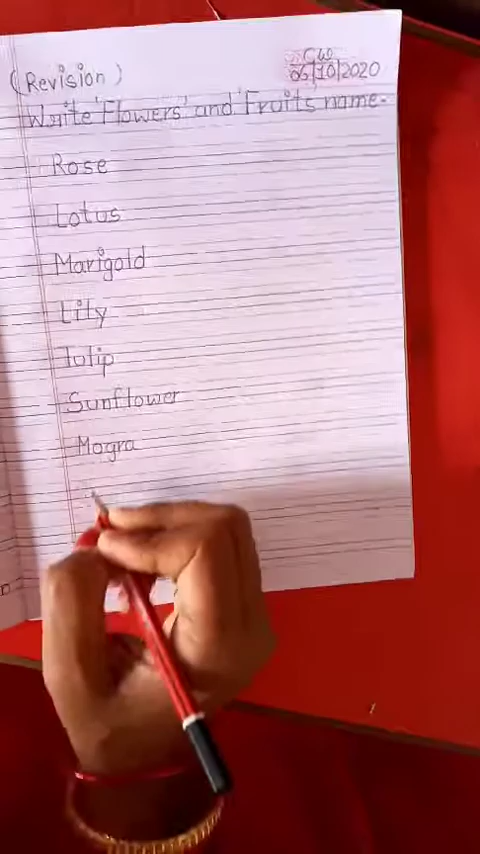 (Revision)
CW
06/10/2020
Write 'Flowers' and 'Fruits' name-
Rose
Lotus
Marigold
Lily
Tulip
Sunflower
Mogra